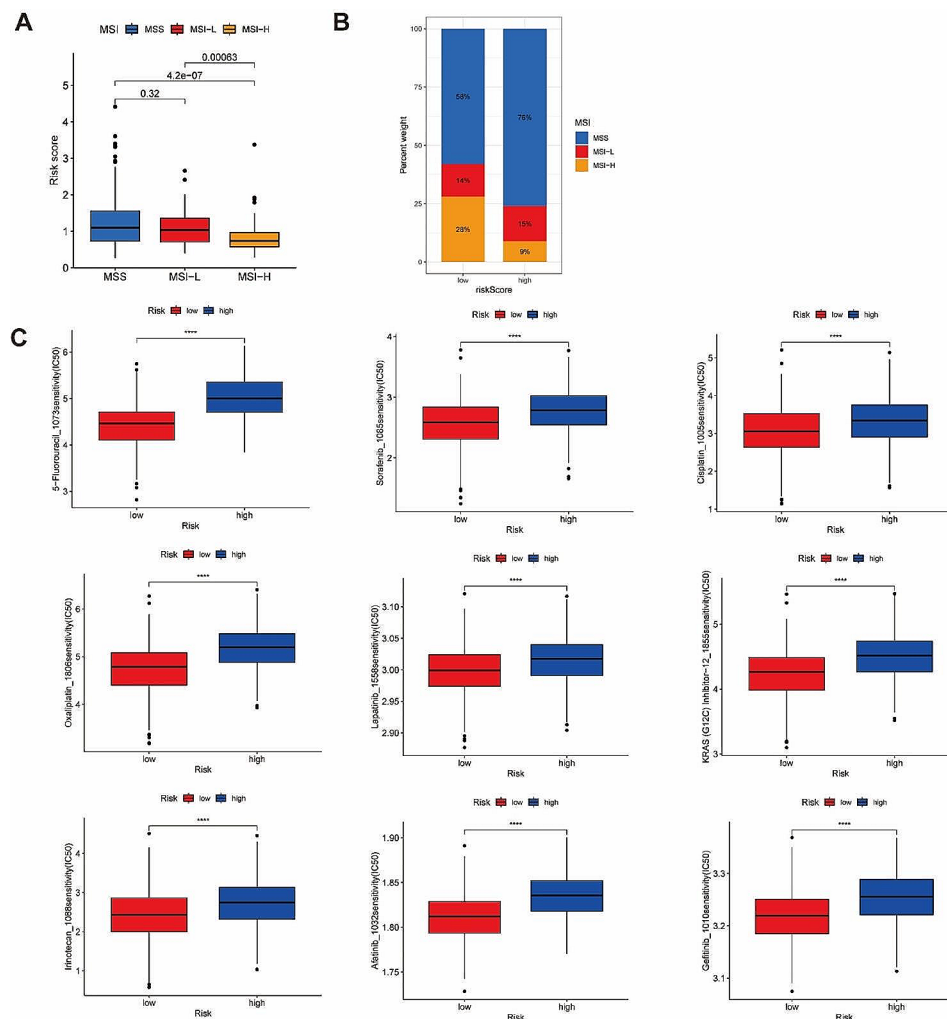 A
MSI MSS MSI-L MSI-H
0.00063
4.2e-07
0.32
Risk score
5
4
3
2
1
0
MSS MSI-L MSI-H
B
Percent weight
100
75
50
25
0
58%
14%
28%
76%
15%
9%
low high
riskScore
MSI
MSS
MSI-L
MSI-H
C
Risk low high
****
5-Fluorouracil_1073sensitivity(IC50)
6
5
4
3
low high
Risk
Risk low high
****
Sorafenib_1085sensitivity(IC50)
4
3
2
low high
Risk
Risk low high
****
Cisplatin_1005sensitivity(IC50)
5
4
3
2
1
low high
Risk
Risk low high
****
Oxaliplatin_1806sensitivity(IC50)
6
5
4
low high
Risk
Risk low high
****
Lapatinib_1558sensitivity(IC50)
3.10
3.05
3.00
2.95
2.90
low high
Risk
Risk low high
****
KRAS (G12C) Inhibitor-12_1855sensitivity(IC50)
5
4
3
low high
Risk
Risk low high
****
Irinotecan_1088sensitivity(IC50)
4
3
2
1
low high
Risk
Risk low high
****
Afatinib_1032sensitivity(IC50)
1.90
1.85
1.80
1.75
low high
Risk
Risk low high
****
Gefitinib_1010sensitivity(IC50)
3.3
3.2
3.1
low high
Risk